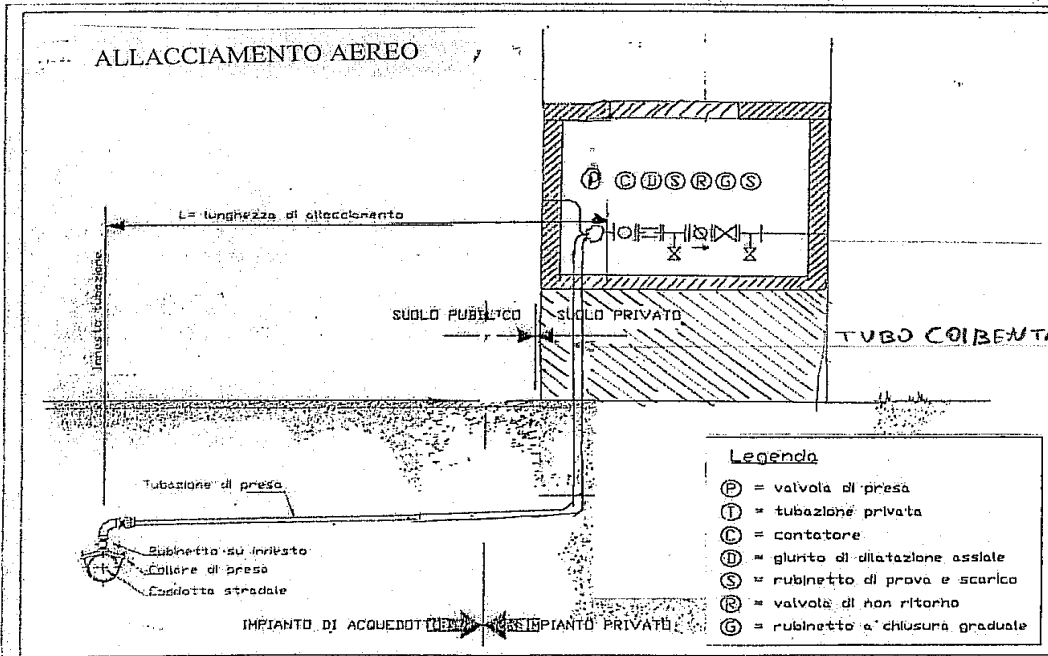 ALLACCIAMENTO AEREO
P C D S R G S
L= lunghezza di allacciamento
Innesto tubazione
SUOLO PUBBLICO SUOLO PRIVATO
TUBO COIBENTA
Tubazione di presa
Rubinetto su innesto
Collare di presa
Condotta stradale
IMPIANTO DI ACQUEDOTTO IMPIANTO PRIVATO
Legenda
P = valvola di presa
T = tubazione privata
C = contatore
D = giunto di dilatazione assiale
S = rubinetto di prova e scarico
R = valvola di non ritorno
G = rubinetto a chiusura graduale